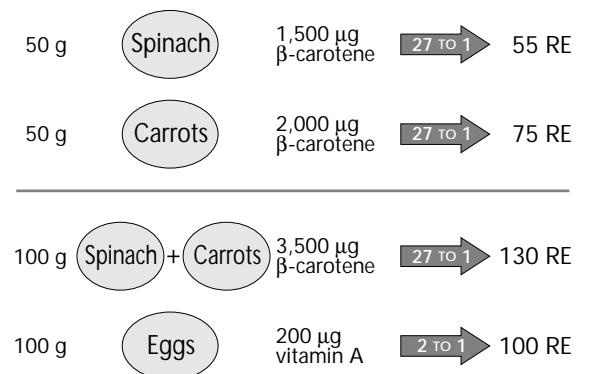 50 g Spinach 1,500 µg β-carotene 27 TO 1 55 RE
50 g Carrots 2,000 µg β-carotene 27 TO 1 75 RE
100 g Spinach + Carrots 3,500 µg β-carotene 27 TO 1 130 RE
100 g Eggs 200 µg vitamin A 2 TO 1 100 RE